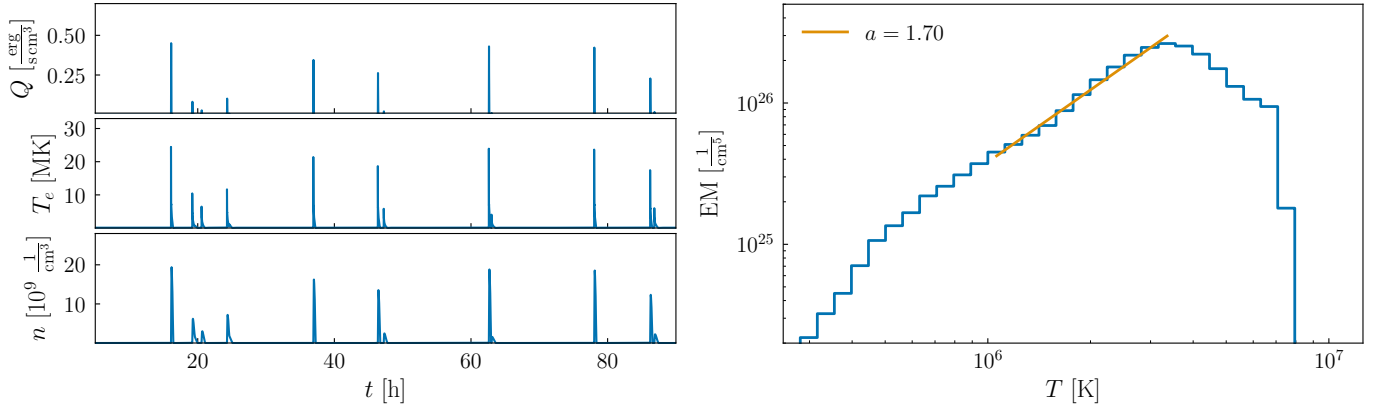 Q [erg/s cm³]
0.50
0.25
T_e [MK]
30
20
10
n [10⁹ 1/cm³]
20
10
20
40
60
80
t [h]
a = 1.70
EM [1/cm⁵]
10²⁶
10²⁵
10⁶
10⁷
T [K]